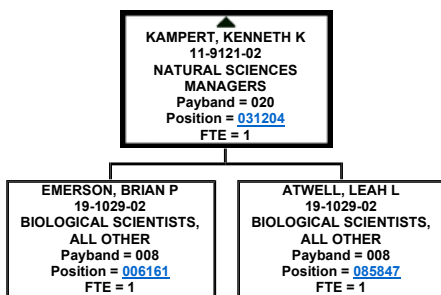 KAMPERT, KENNETH K
11-9121-02
NATURAL SCIENCES
MANAGERS
Payband = 020
Position = 031204
FTE = 1
EMERSON, BRIAN P
19-1029-02
BIOLOGICAL SCIENTISTS,
ALL OTHER
Payband = 008
Position = 006161
FTE = 1
ATWELL, LEAH L
19-1029-02
BIOLOGICAL SCIENTISTS,
ALL OTHER
Payband = 008
Position = 085847
FTE = 1